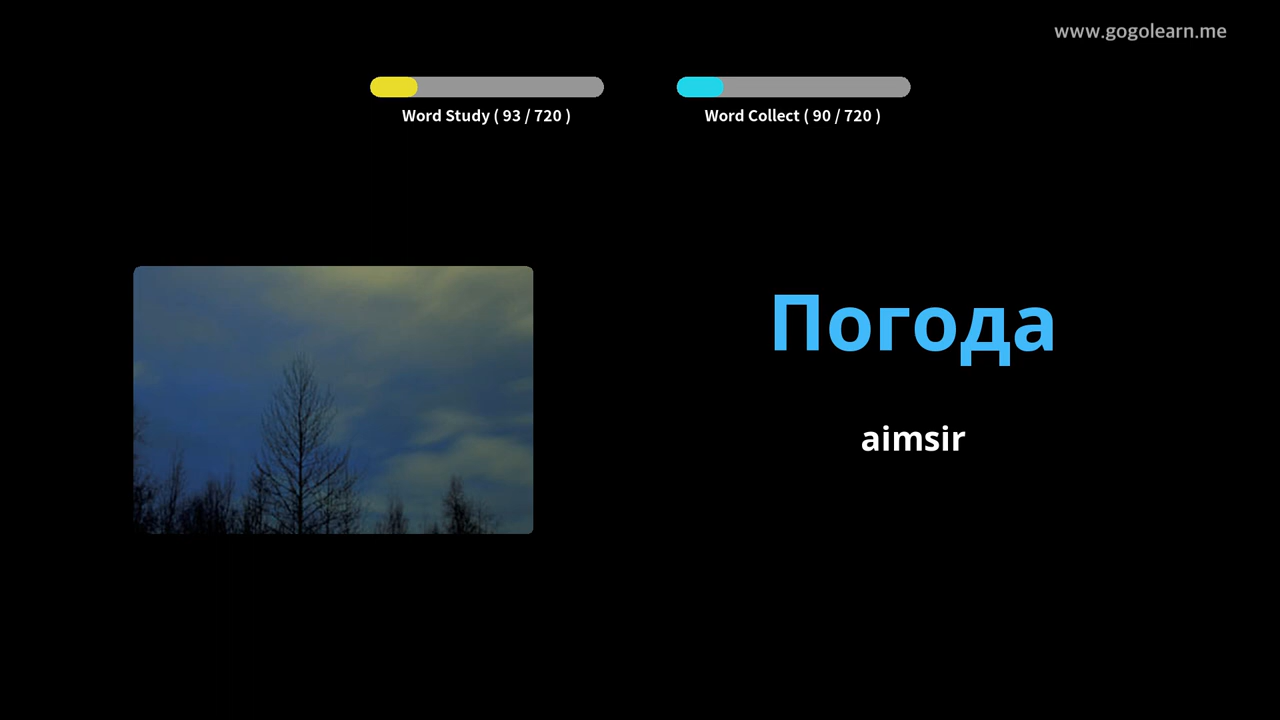 www.gogolearn.me
Word Study ( 93 / 720 )
Word Collect ( 90 / 720 )
Погода
aimsir